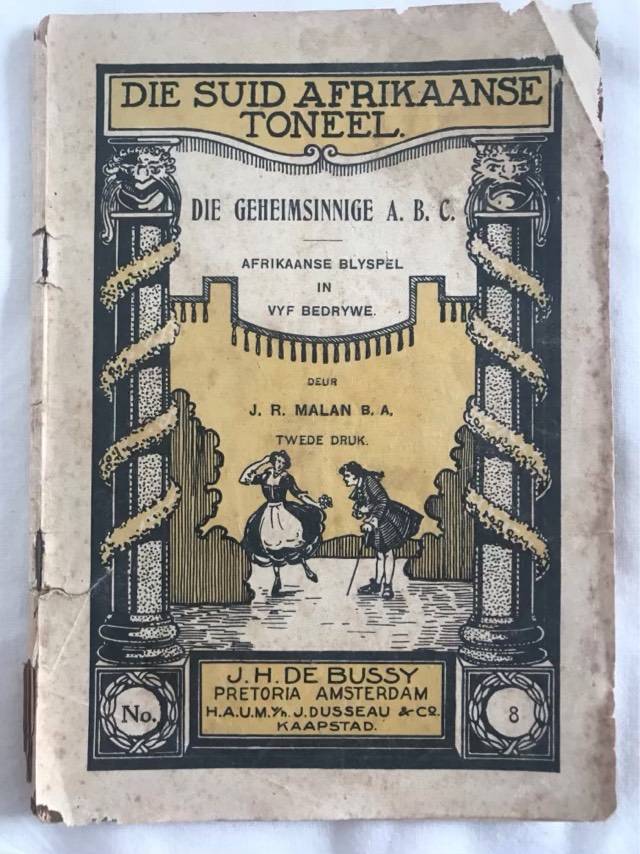 DIE SUID AFRIKAANSE
TONEEL.
DIE GEHEIMSINNIGE A. B. C.
AFRIKAANSE BLYSPEL
IN
VYF BEDRYWE.
DEUR
J. R. MALAN B. A.
TWEDE DRUK.
J. H. DE BUSSY
PRETORIA AMSTERDAM
H.A.U.M. V/h. J. DUSSEAU & Co.
KAAPSTAD.
No. 8